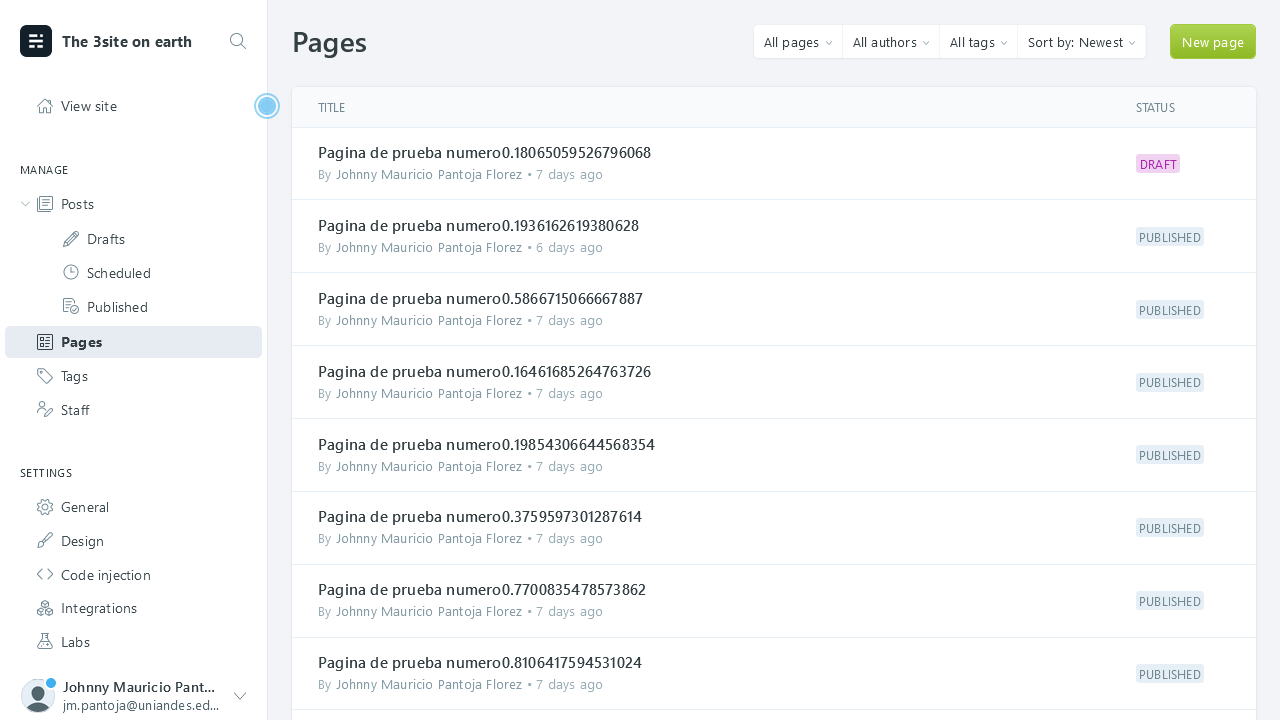 The 3site on earth
View site
MANAGE
Posts
Drafts
Scheduled
Published
Pages
Tags
Staff
SETTINGS
General
Design
Code injection
Integrations
Labs
Johnny Mauricio Pant...
jm.pantoja@uniandes.ed...
Pages
All pages
All authors
All tags
Sort by: Newest
New page
TITLE
STATUS
Pagina de prueba numero0.18065059526796068
By Johnny Mauricio Pantoja Florez • 7 days ago
DRAFT
Pagina de prueba numero0.1936162619380628
By Johnny Mauricio Pantoja Florez • 6 days ago
PUBLISHED
Pagina de prueba numero0.5866715066667887
By Johnny Mauricio Pantoja Florez • 7 days ago
PUBLISHED
Pagina de prueba numero0.16461685264763726
By Johnny Mauricio Pantoja Florez • 7 days ago
PUBLISHED
Pagina de prueba numero0.19854306644568354
By Johnny Mauricio Pantoja Florez • 7 days ago
PUBLISHED
Pagina de prueba numero0.3759597301287614
By Johnny Mauricio Pantoja Florez • 7 days ago
PUBLISHED
Pagina de prueba numero0.7700835478573862
By Johnny Mauricio Pantoja Florez • 7 days ago
PUBLISHED
Pagina de prueba numero0.8106417594531024
By Johnny Mauricio Pantoja Florez • 7 days ago
PUBLISHED